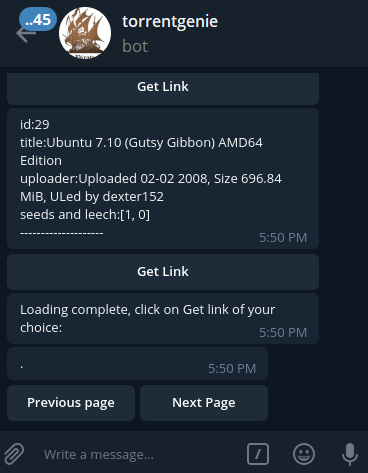 ..45
torrentgenie
bot
Get Link
id:29
title:Ubuntu 7.10 (Gutsy Gibbon) AMD64
Edition
uploader:Uploaded 02-02 2008, Size 696.84
MiB, ULed by dexter152
seeds and leech:[1, 0]
--------------------
5:50 PM
Get Link
Loading complete, click on Get link of your
choice:
5:50 PM
.
5:50 PM
Previous page
Next Page
Write a message...